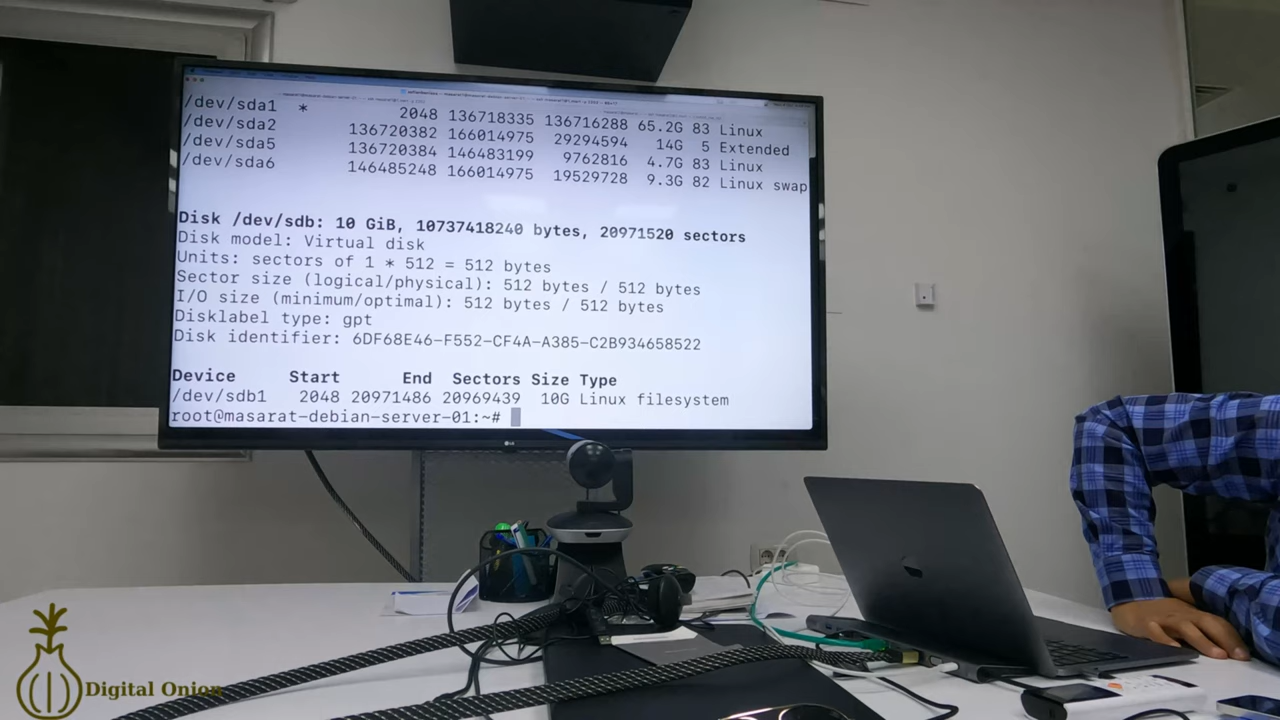 /dev/sda1 * 2048 136718335 136716288 65.2G 83 Linux
/dev/sda2 136720382 166014975 29294594 14G 5 Extended
/dev/sda5 136720384 146483199 9762816 4.7G 83 Linux
/dev/sda6 146485248 166014975 19529728 9.3G 82 Linux swap
Disk /dev/sdb: 10 GiB, 10737418240 bytes, 20971520 sectors
Disk model: Virtual disk
Units: sectors of 1 * 512 = 512 bytes
Sector size (logical/physical): 512 bytes / 512 bytes
I/O size (minimum/optimal): 512 bytes / 512 bytes
Disklabel type: gpt
Disk identifier: 6DF68E46-F552-CF4A-A385-C2B934658522
Device Start End Sectors Size Type
/dev/sdb1 2048 20971486 20969439 10G Linux filesystem
root@masarat-debian-server-01:~#
LG
Digital Onion